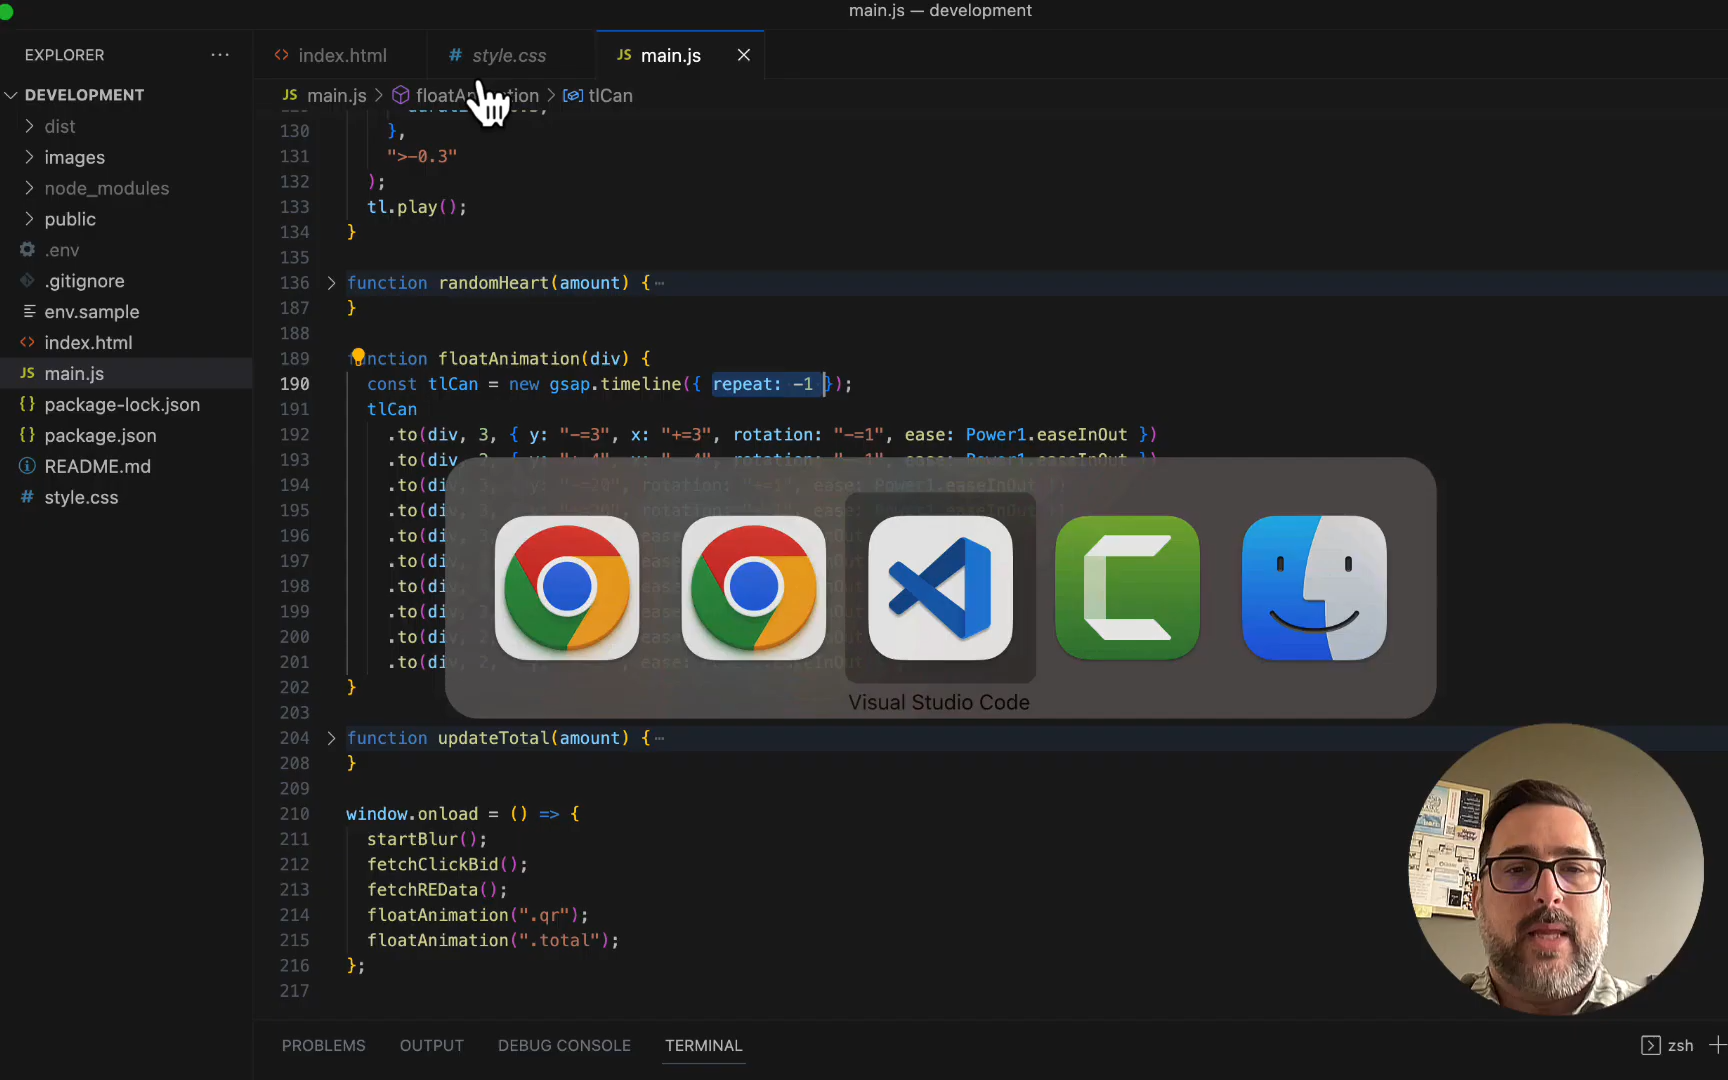 main.js — development
EXPLORER
index.html
# style.css
JS main.js
DEVELOPMENT
JS main.js > floatAnimation > tlCan
dist
images
node_modules
public
.env
.gitignore
env.sample
index.html
JS main.js
{} package-lock.json
{} package.json
README.md
# style.css
130 },
131 ">-0.3"
132 );
133 tl.play();
134 }
135
136 function randomHeart(amount) {
187 }
188
189 function floatAnimation(div) {
190 const tlCan = new gsap.timeline({ repeat: -1 });
191 tlCan
192 .to(div, 3, { y: "-=3", x: "+=3", rotation: "-=1", ease: Power1.easeInOut })
193 .to(div
194 .to(di
195 .to(di
196 .to(di
197 .to(di
198 .to(di
199 .to(di
200 .to(di
201 .to(di
202 }
203
204 function updateTotal(amount) {
208 }
209
210 window.onload = () => {
211 startBlur();
212 fetchClickBid();
213 fetchREData();
214 floatAnimation(".qr");
215 floatAnimation(".total");
216 };
217
Visual Studio Code
PROBLEMS
OUTPUT
DEBUG CONSOLE
TERMINAL
zsh